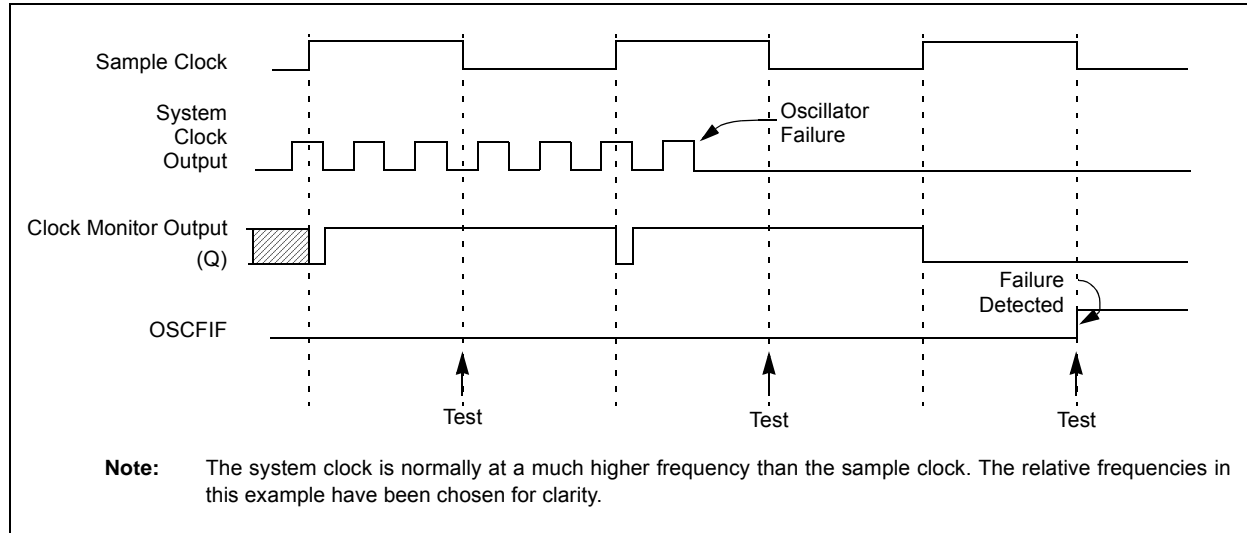 Sample Clock
System
Clock
Output
Oscillator
Failure
Clock Monitor Output
(Q)
Failure
Detected
OSCFIF
Test
Test
Test
Note: The system clock is normally at a much higher frequency than the sample clock. The relative frequencies in
this example have been chosen for clarity.